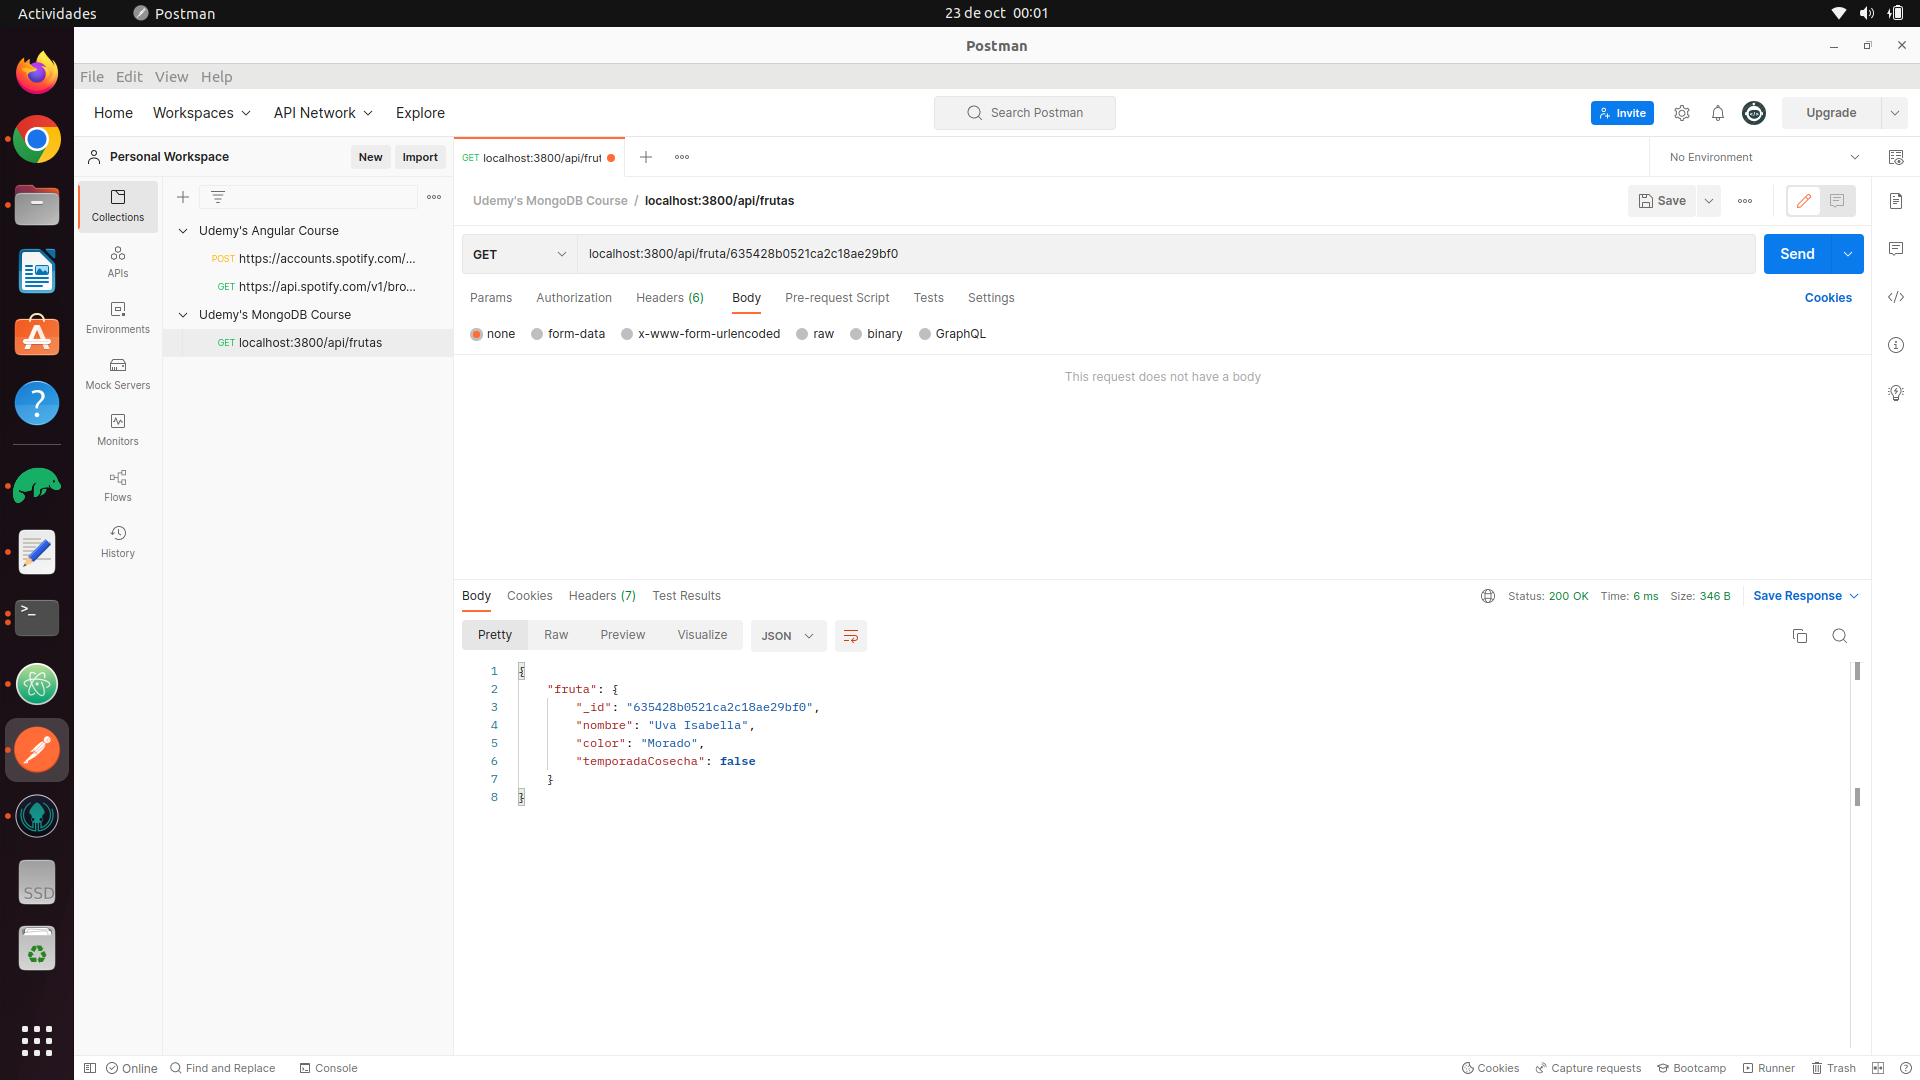 Actividades Postman 23 de oct 00:01
Postman
File Edit View Help
Home Workspaces API Network Explore Search Postman Invite Upgrade
Personal Workspace New Import GET localhost:3800/api/frut No Environment
Collections
APIs
Environments
Mock Servers
Monitors
Flows
History
Udemy's Angular Course
POST https://accounts.spotify.com/...
GET https://api.spotify.com/v1/bro...
Udemy's MongoDB Course
GET localhost:3800/api/frutas
Udemy's MongoDB Course / localhost:3800/api/frutas Save
GET localhost:3800/api/fruta/635428b0521ca2c18ae29bf0 Send
Params Authorization Headers (6) Body Pre-request Script Tests Settings Cookies
none form-data x-www-form-urlencoded raw binary GraphQL
This request does not have a body
Body Cookies Headers (7) Test Results Status: 200 OK Time: 6 ms Size: 346 B Save Response
Pretty Raw Preview Visualize JSON
1 {
2 "fruta": {
3 "_id": "635428b0521ca2c18ae29bf0",
4 "nombre": "Uva Isabella",
5 "color": "Morado",
6 "temporadaCosecha": false
7 }
8 }
SSD
Online Find and Replace Console Cookies Capture requests Bootcamp Runner Trash